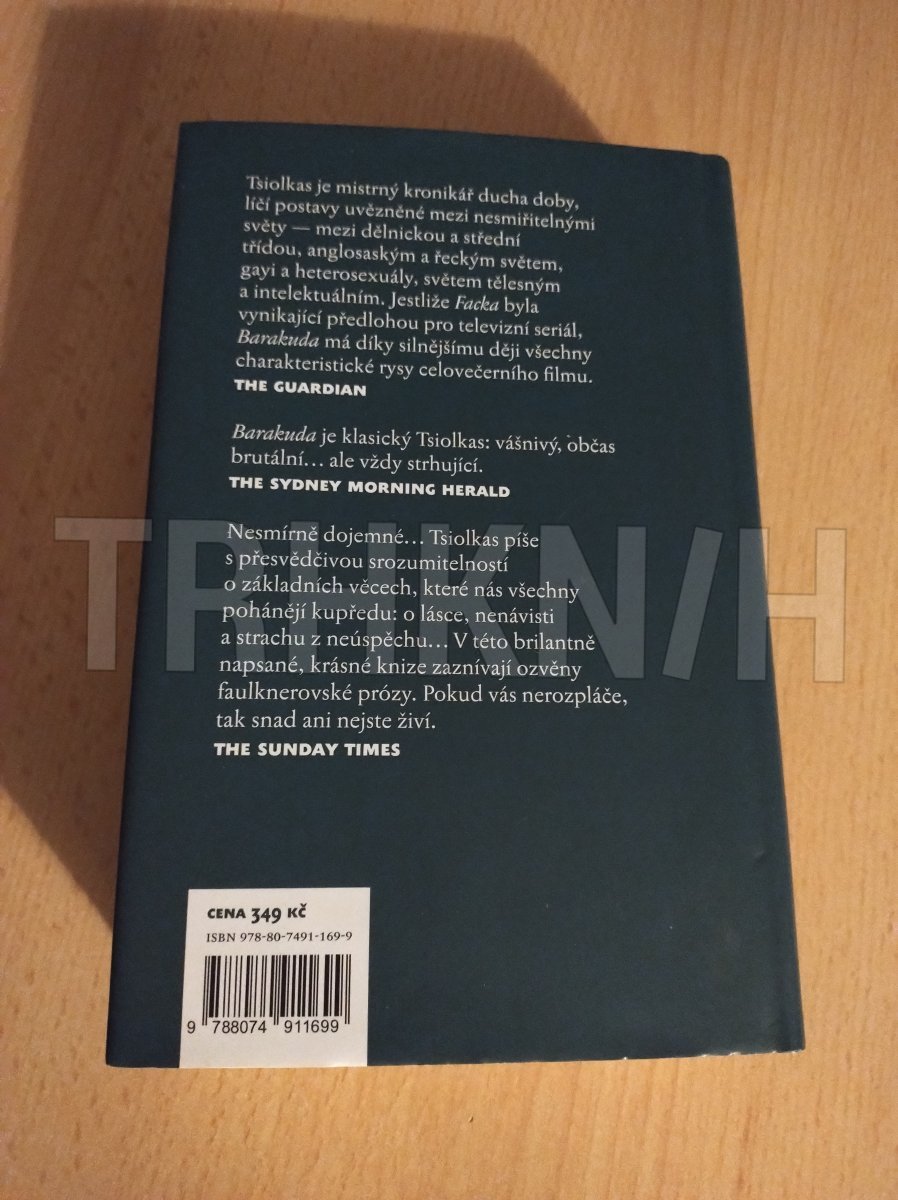 Tsiolkas je mistrný kronikář ducha doby,
líčí postavy uvězněné mezi nesmiřitelnými
světy — mezi dělnickou a střední
třídou, anglosaským a řeckým světem,
gayi a heterosexuály, světem tělesným
a intelektuálním. Jestliže Facka byla
vynikající předlohou pro televizní seriál,
Barakuda má díky silnějšímu ději všechny
charakteristické rysy celovečerního filmu.
THE GUARDIAN
Barakuda je klasický Tsiolkas: vášnivý, občas
brutální... ale vždy strhující.
THE SYDNEY MORNING HERALD
Nesmírně dojemné... Tsiolkas píše
s přesvědčivou srozumitelností
o základních věcech, které nás všechny
pohánějí kupředu: o lásce, nenávisti
a strachu z neúspěchu... V této brilantně
napsané, krásné knize zaznívají ozvěny
faulknerovské prózy. Pokud vás nerozpláče,
tak snad ani nejste živí.
THE SUNDAY TIMES
CENA 349 KČ
ISBN 978-80-7491-169-9
9 788074 911699